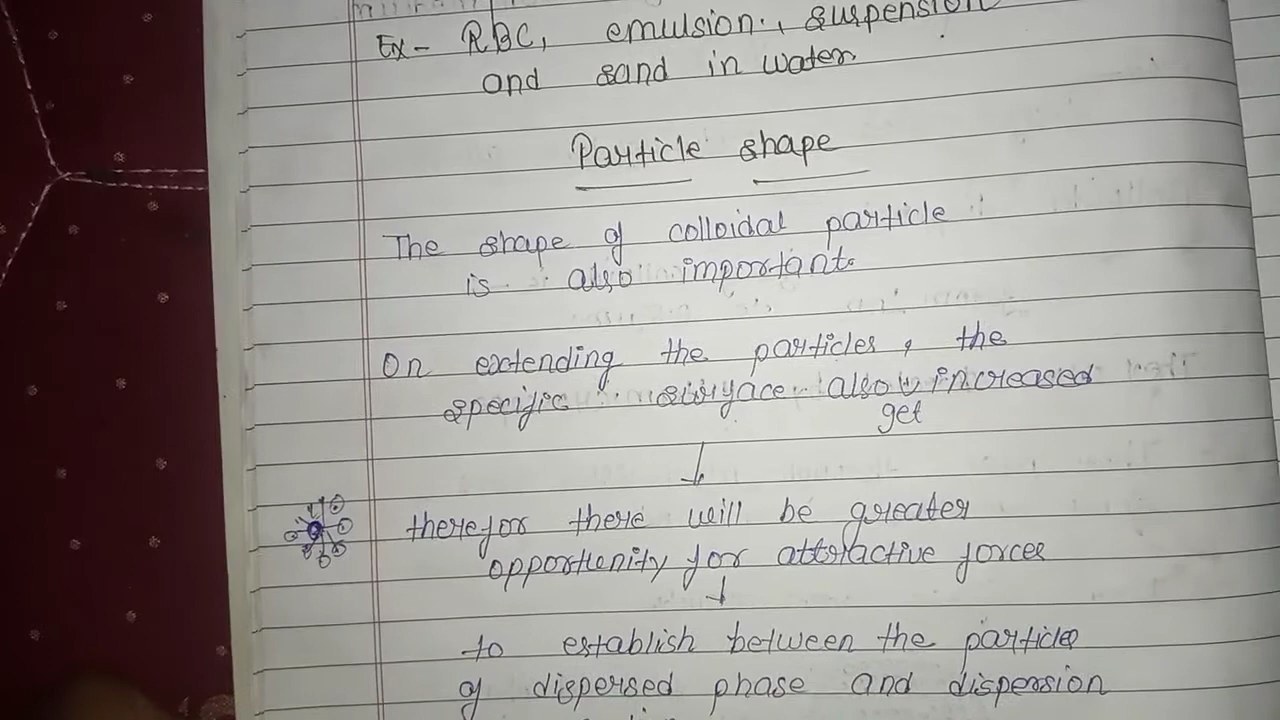 Ex- RBC, emulsion, suspension
and sand in water.
Particle shape
The shape of colloidal particle
is also important.
On extending the particles, the
specific surface also increased
get
therefor there will be greater
opportunity for attractive forces
to establish between the particle
of dispersed phase and dispersion